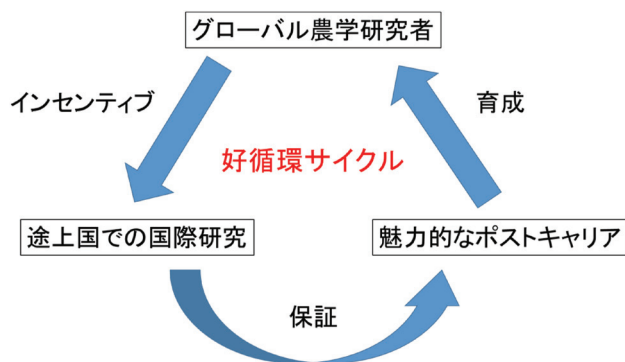 グローバル農学研究者
インセンティブ
育成
好循環サイクル
途上国での国際研究
魅力的なポストキャリア
保証